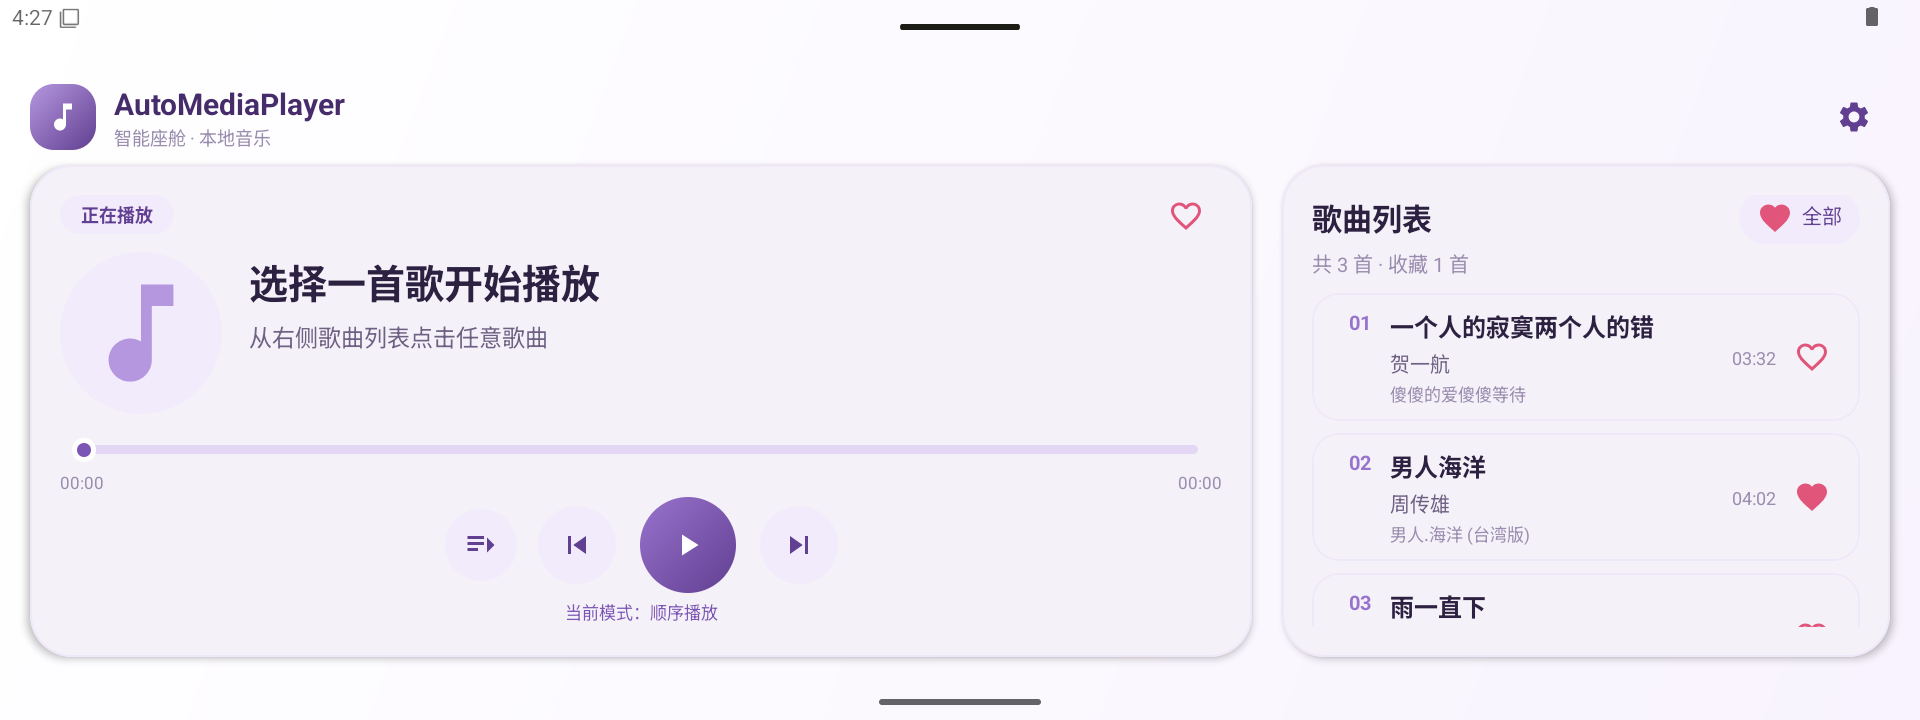 4:27
AutoMediaPlayer
智能座舱 · 本地音乐
正在播放
选择一首歌开始播放
从右侧歌曲列表点击任意歌曲
00:00
00:00
当前模式：顺序播放
歌曲列表
全部
共 3 首 · 收藏 1 首
01
一个人的寂寞两个人的错
贺一航
傻傻的爱傻傻等待
03:32
02
男人海洋
周传雄
男人.海洋 (台湾版)
04:02
03
雨一直下